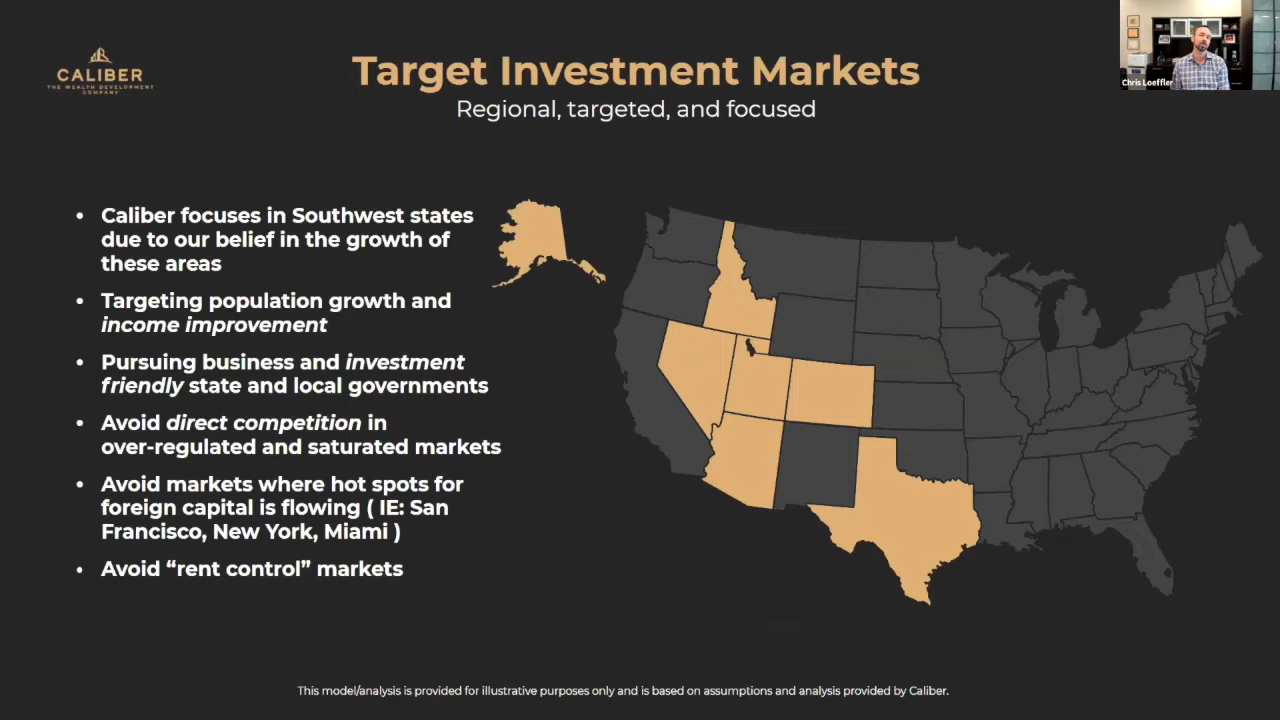 CALIBER
THE WEALTH DEVELOPMENT
COMPANY
Target Investment Markets
Regional, targeted, and focused
Chris Loeffler
• Caliber focuses in Southwest states
due to our belief in the growth of
these areas
• Targeting population growth and
income improvement
• Pursuing business and investment
friendly state and local governments
• Avoid direct competition in
over-regulated and saturated markets
• Avoid markets where hot spots for
foreign capital is flowing ( IE: San
Francisco, New York, Miami )
• Avoid “rent control” markets
This model/analysis is provided for illustrative purposes only and is based on assumptions and analysis provided by Caliber.